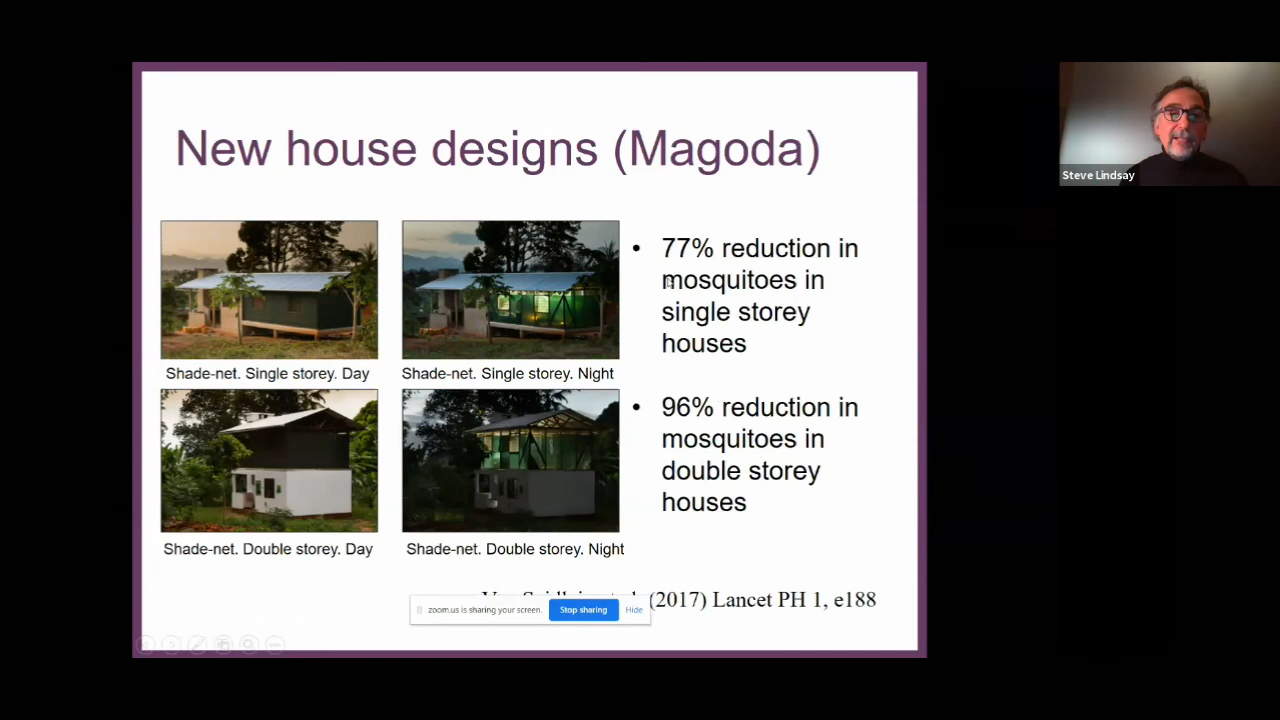 New house designs (Magoda)
Steve Lindsay
Shade-net. Single storey. Day
Shade-net. Single storey. Night
Shade-net. Double storey. Day
Shade-net. Double storey. Night
• 77% reduction in
mosquitoes in
single storey
houses
• 96% reduction in
mosquitoes in
double storey
houses
(2017) Lancet PH 1, e188
zoom.us is sharing your screen.
Stop sharing
Hide